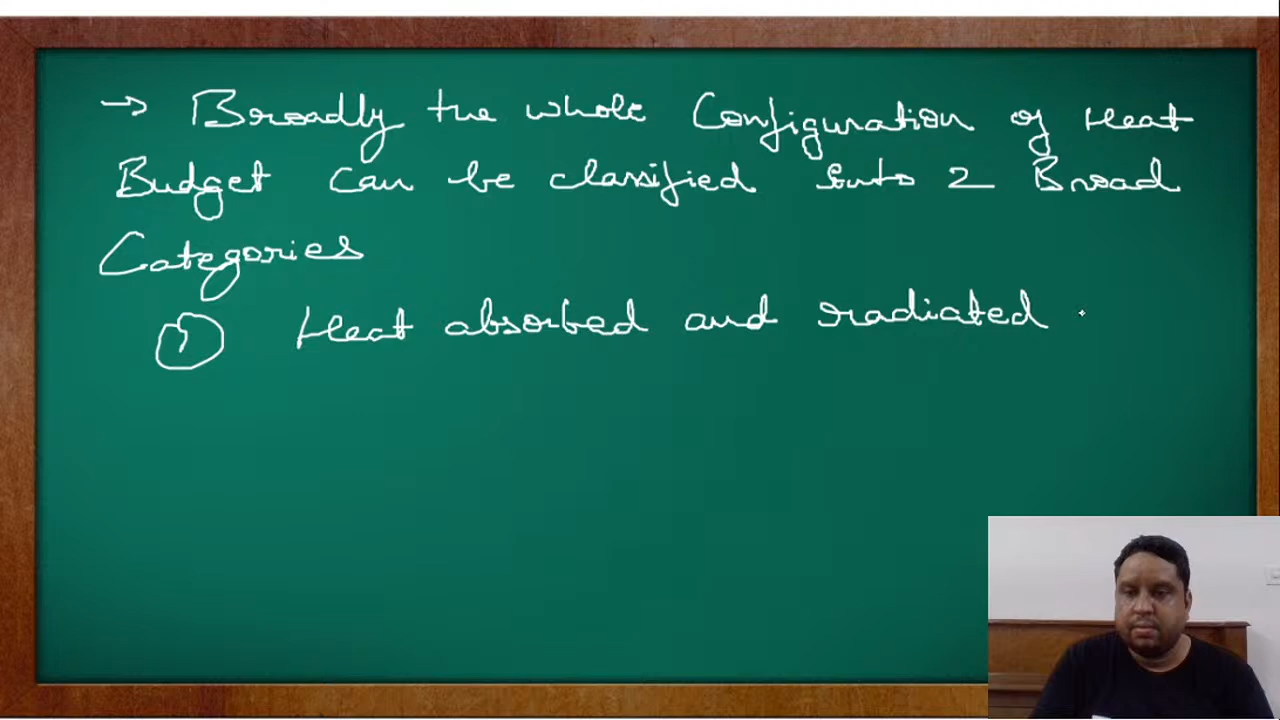 → Broadly the whole Configuration of Heat
Budget can be classified into 2 Broad
Categories
① Heat absorbed and radiated